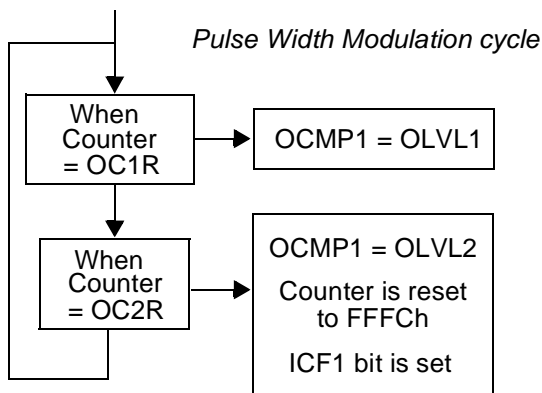 Pulse Width Modulation cycle
When
Counter
= OC1R
OCMP1 = OLVL1
When
Counter
= OC2R
OCMP1 = OLVL2
Counter is reset
to FFFCh
ICF1 bit is set